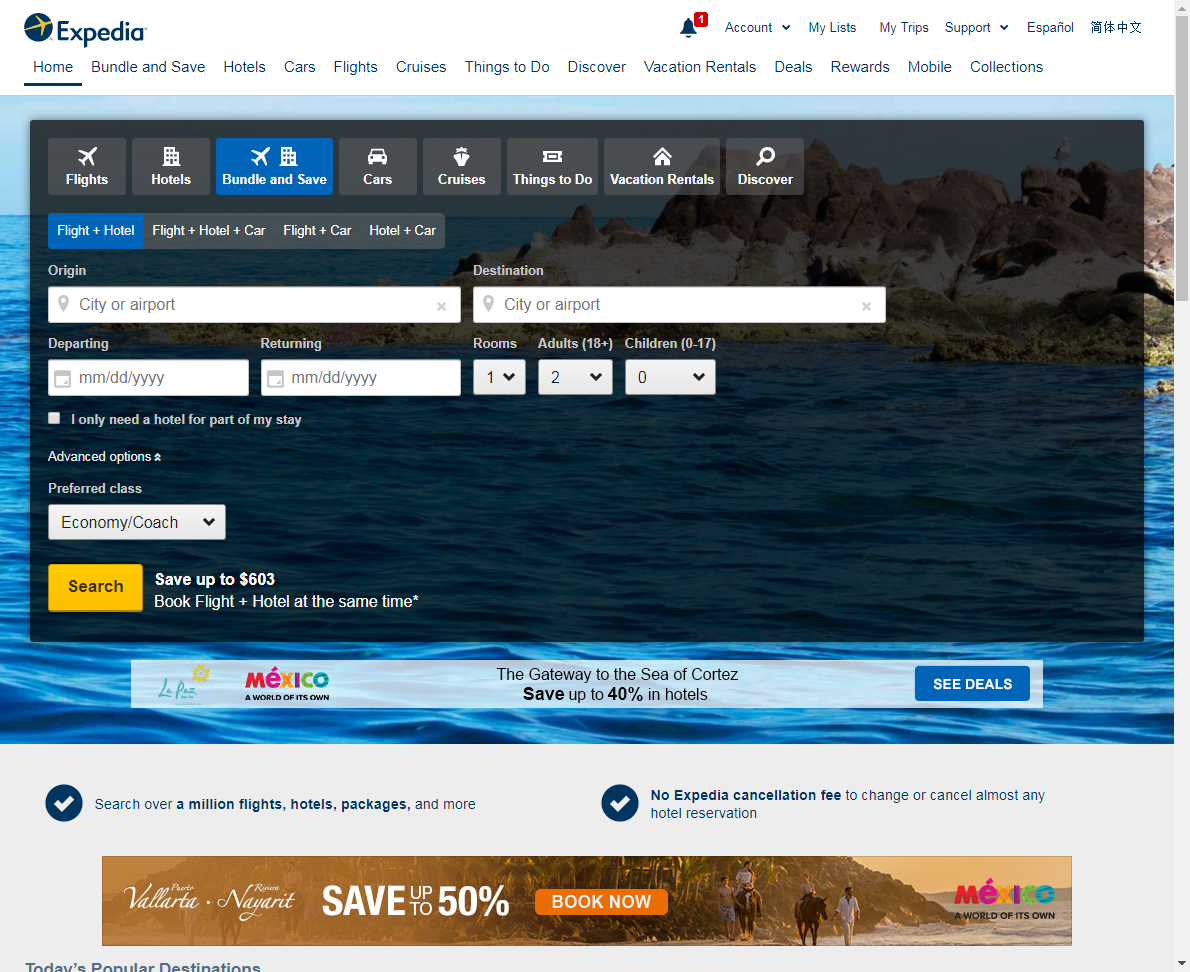 Expedia
1
Account
My Lists
My Trips
Support
Español
简体中文
Home
Bundle and Save
Hotels
Cars
Flights
Cruises
Things to Do
Discover
Vacation Rentals
Deals
Rewards
Mobile
Collections
Flights
Hotels
Bundle and Save
Cars
Cruises
Things to Do
Vacation Rentals
Discover
Flight + Hotel
Flight + Hotel + Car
Flight + Car
Hotel + Car
Origin
Destination
City or airport
City or airport
Departing
Returning
Rooms
Adults (18+)
Children (0-17)
mm/dd/yyyy
mm/dd/yyyy
1
2
0
I only need a hotel for part of my stay
Advanced options
Preferred class
Economy/Coach
Search
Save up to $603
Book Flight + Hotel at the same time*
La Paz
MéXICO
A WORLD OF ITS OWN
The Gateway to the Sea of Cortez
Save up to 40% in hotels
SEE DEALS
Search over a million flights, hotels, packages, and more
No Expedia cancellation fee to change or cancel almost any
hotel reservation
Puerto
Vallarta · Riviera
Nayarit
SAVE UP TO 50%
BOOK NOW
MéXICO
A WORLD OF ITS OWN
Today's Popular Destinations